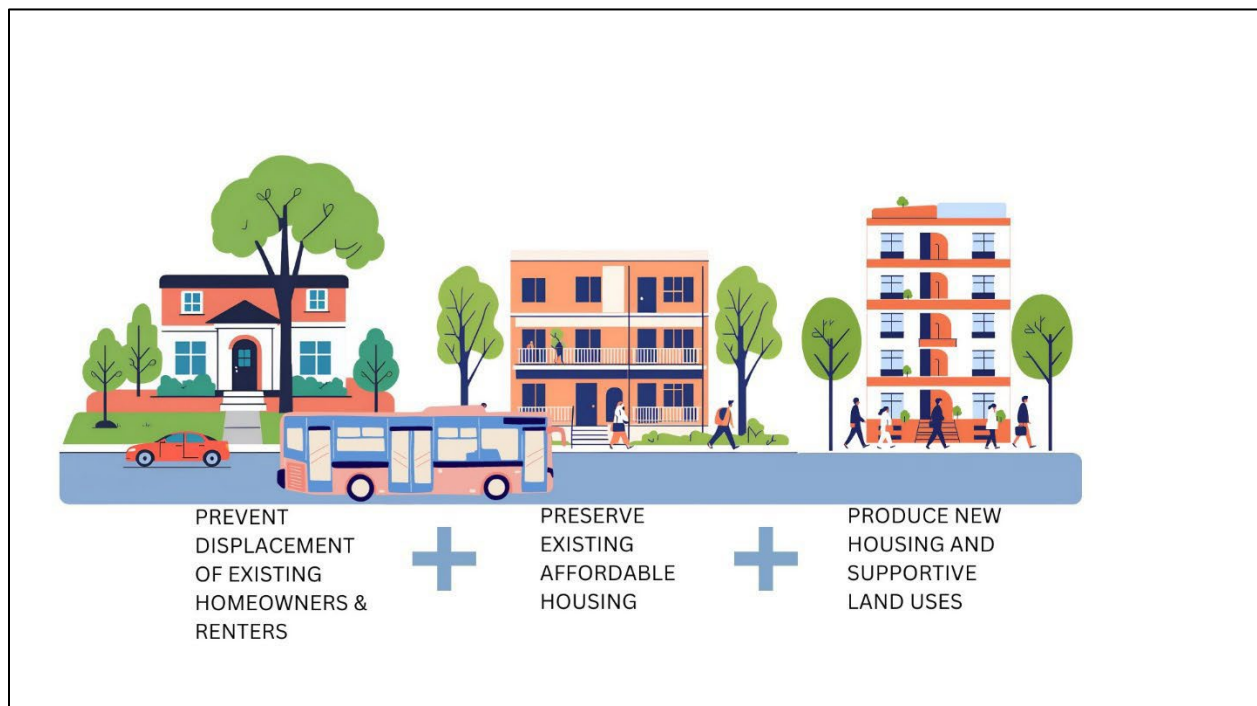 PREVENT
DISPLACEMENT
OF EXISTING
HOMEOWNERS &
RENTERS
PRESERVE
EXISTING
AFFORDABLE
HOUSING
PRODUCE NEW
HOUSING AND
SUPPORTIVE
LAND USES